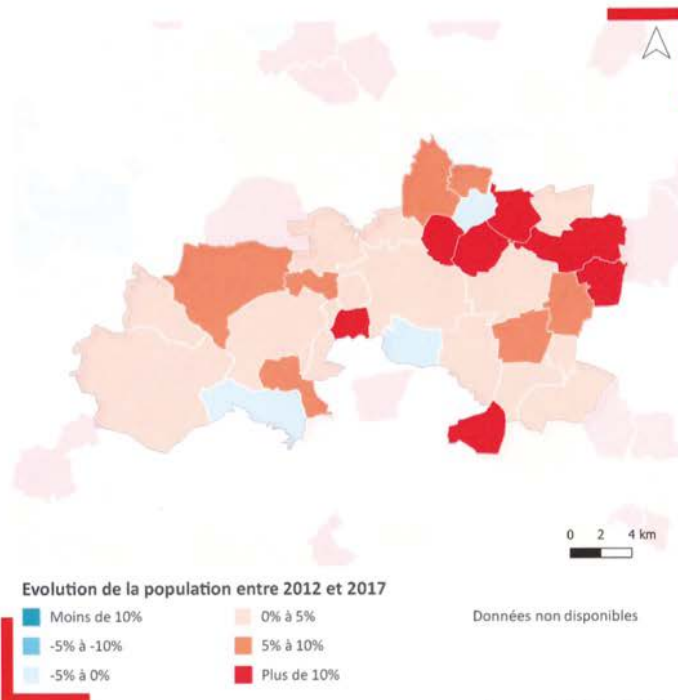 0 2 4 km
Evolution de la population entre 2012 et 2017
Moins de 10%
-5% à -10%
-5% à 0%
0% à 5%
5% à 10%
Plus de 10%
Données non disponibles